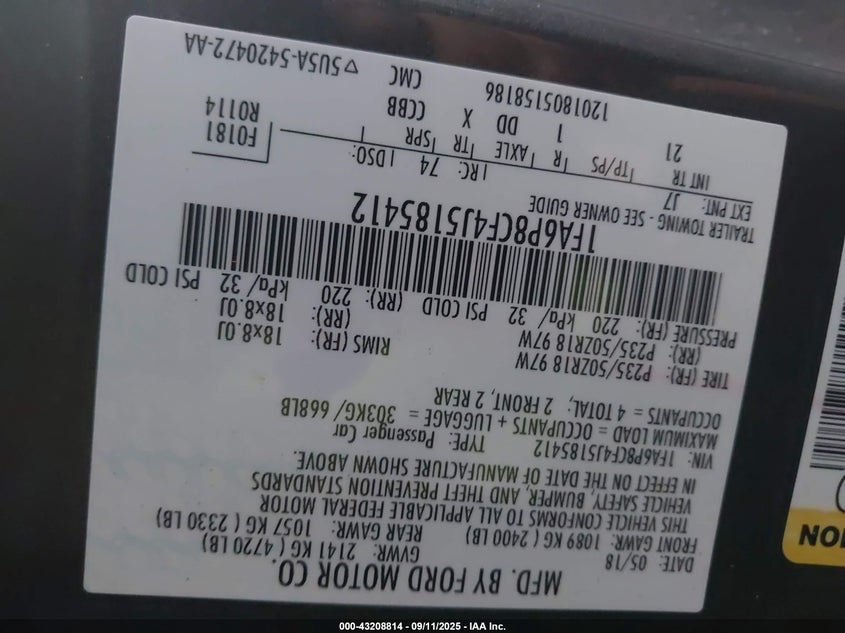 MFD. BY FORD MOTOR CO.
DATE: 05/18 GVWR: 2141 KG ( 4720 LB)
FRONT GAWR: 1089 KG ( 2400 LB) REAR GAWR: 1057 KG ( 2330 LB)
THIS VEHICLE CONFORMS TO ALL APPLICABLE FEDERAL MOTOR
VEHICLE SAFETY, BUMPER, AND THEFT PREVENTION STANDARDS
IN EFFECT ON THE DATE OF MANUFACTURE SHOWN ABOVE.
VIN: 1FA6P8CF4J5185412 TYPE: Passenger Car
MAXIMUM LOAD = OCCUPANTS + LUGGAGE = 303KG/ 668LB
OCCUPANTS = 4 TOTAL: 2 FRONT, 2 REAR
TIRE (FR): P235/50ZR18 97W RIMS (FR): 18x8.0J
(RR): P235/50ZR18 97W (RR): 18x8.0J
PRESSURE (FR): 220 kPa/ 32 PSI COLD (RR): 220 kPa/ 32 PSI COLD
1FA6P8CF4J5185412
TRAILER TOWING - SEE OWNER GUIDE
EXT PNT: J7 RC: 74 DSO:
F0181
R0114
INT TR TP/PS R AXLE TR SPR
21 1 DD X CCBB
1201805158186 CMC
▽5U5A-5420472-AA
ION
000-43208814 - 09/11/2025 - IAA Inc.